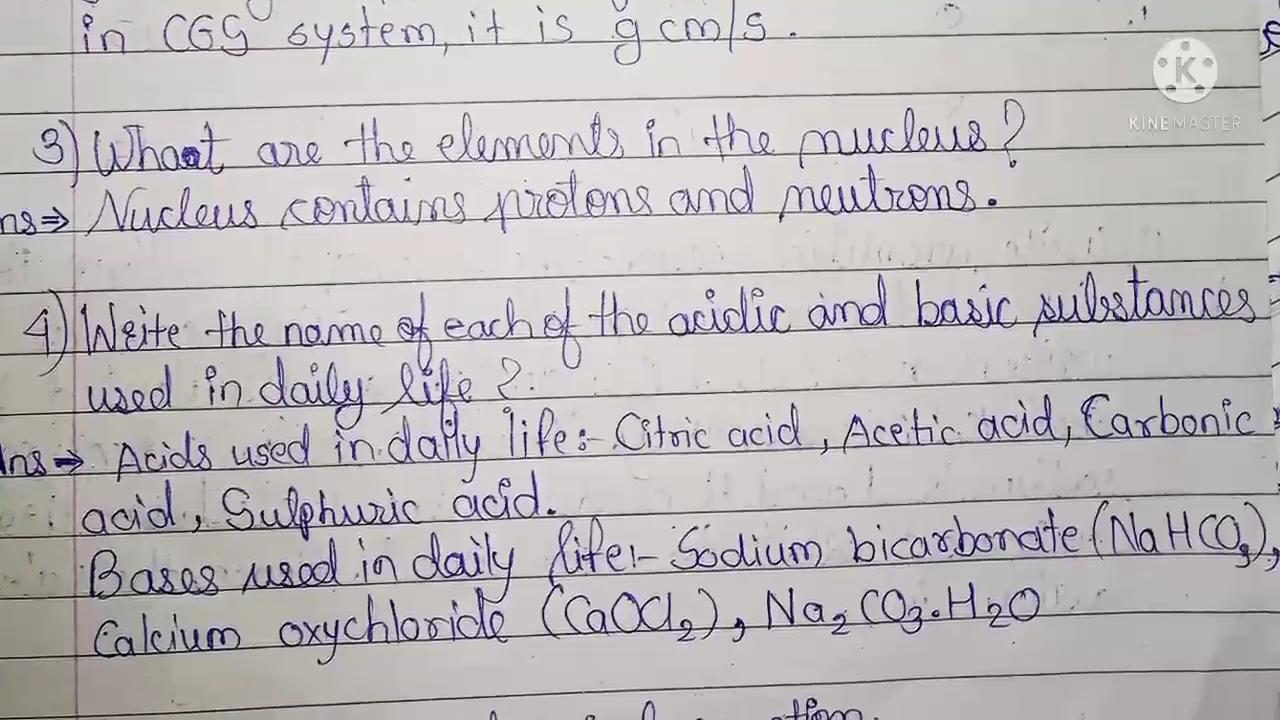 in CGS system, it is g cm/s.
KINEMASTER
3) What are the elements in the nucleus?
ns⇒ Nucleus contains protons and neutrons.
4) Write the name of each of the acidic and basic substances
used in daily life?
Ans⇒ Acids used in daily life:- Citric acid, Acetic acid, Carbonic
acid, Sulphuric acid.
Bases used in daily life:- Sodium bicarbonate (NaHCO₃),
Calcium oxychloride (CaOCl₂), Na₂CO₃.H₂O